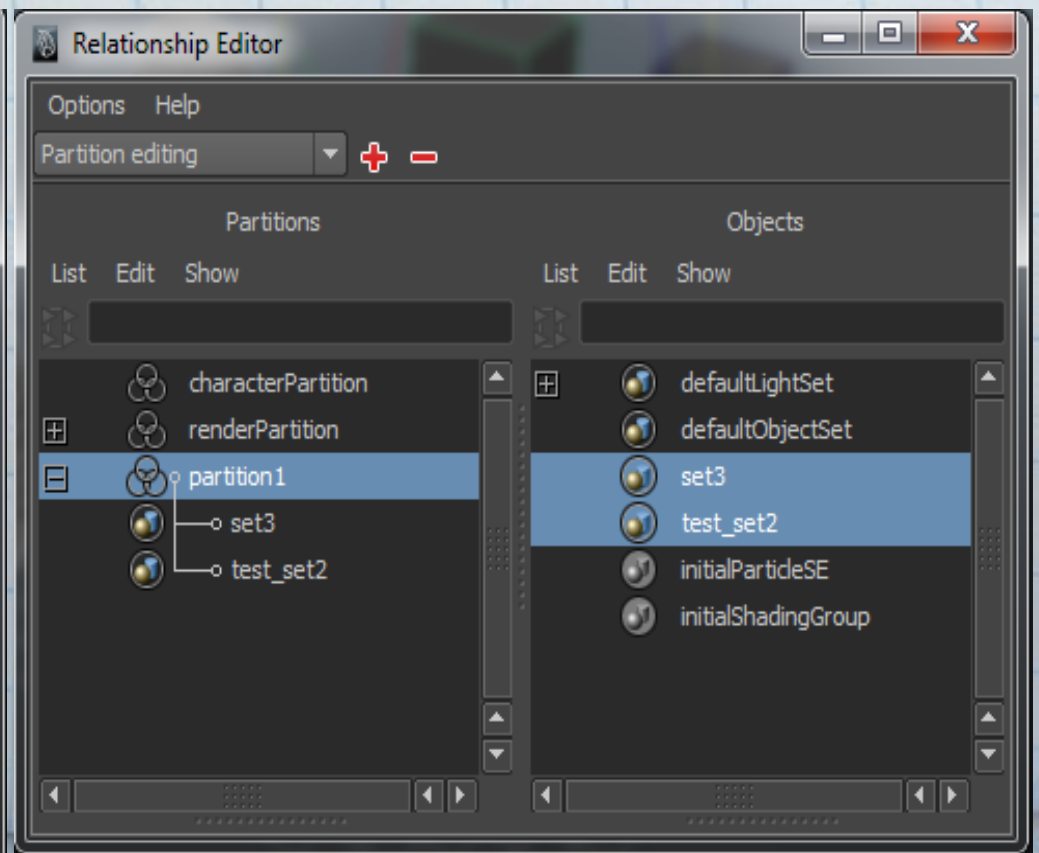 Relationship Editor
Options Help
Partition editing
Partitions
List Edit Show
characterPartition
renderPartition
partition1
set3
test_set2
Objects
List Edit Show
defaultLightSet
defaultObjectSet
set3
test_set2
initialParticleSE
initialShadingGroup